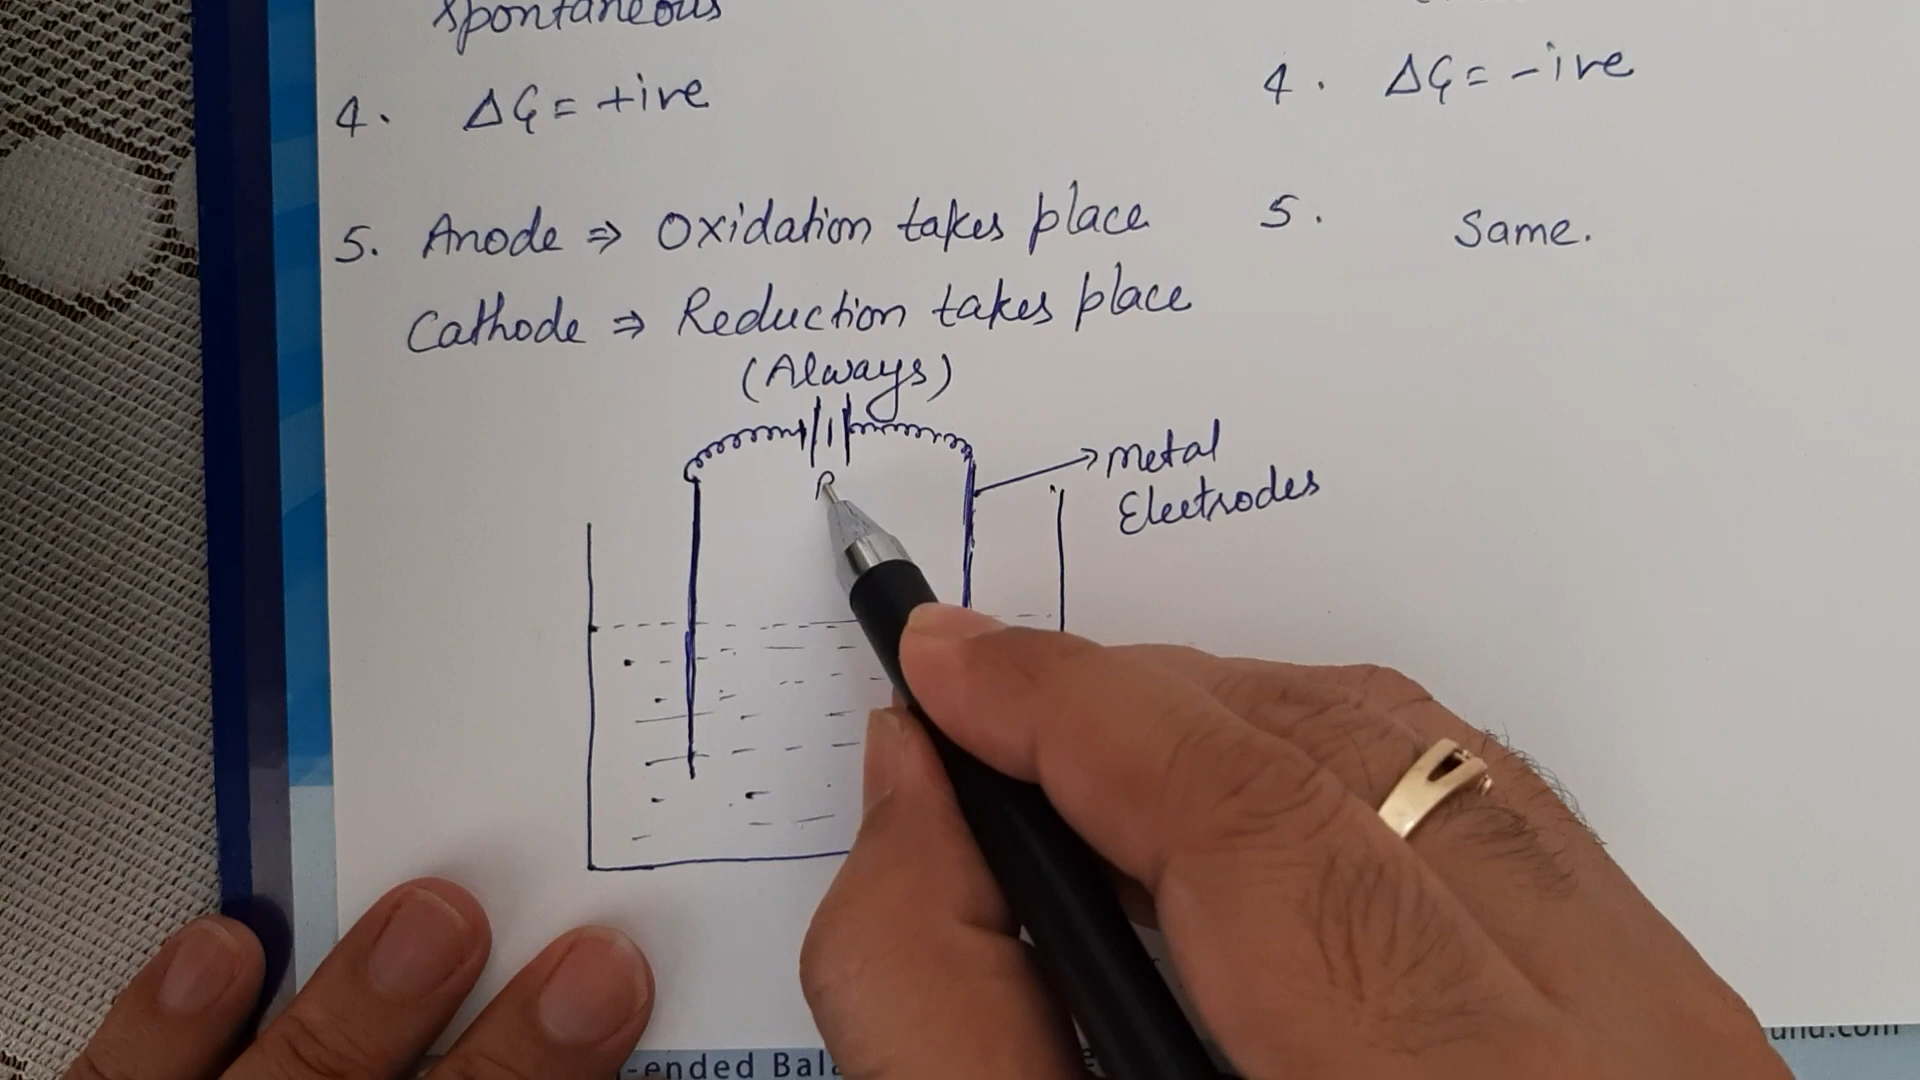 spontaneous
4. ΔG = +ive
4. ΔG = -ive
5. Anode ⇒ Oxidation takes place
5. Same.
Cathode ⇒ Reduction takes place
(Always)
metal
Electrodes
-ended